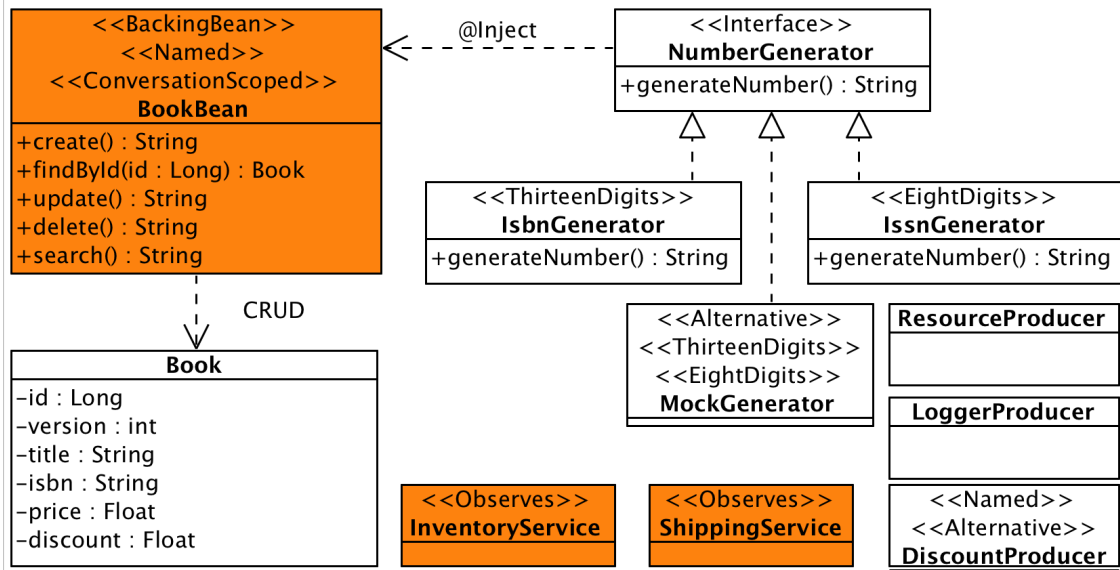 <<BackingBean>>
<<Named>>
<<ConversationScoped>>
BookBean
+create() : String
+findById(id : Long) : Book
+update() : String
+delete() : String
+search() : String
@Inject
<<Interface>>
NumberGenerator
+generateNumber() : String
<<ThirteenDigits>>
IsbnGenerator
+generateNumber() : String
<<EightDigits>>
IssnGenerator
+generateNumber() : String
CRUD
<<Alternative>>
<<ThirteenDigits>>
<<EightDigits>>
MockGenerator
ResourceProducer
Book
-id : Long
-version : int
-title : String
-isbn : String
-price : Float
-discount : Float
LoggerProducer
<<Observes>>
InventoryService
<<Observes>>
ShippingService
<<Named>>
<<Alternative>>
DiscountProducer